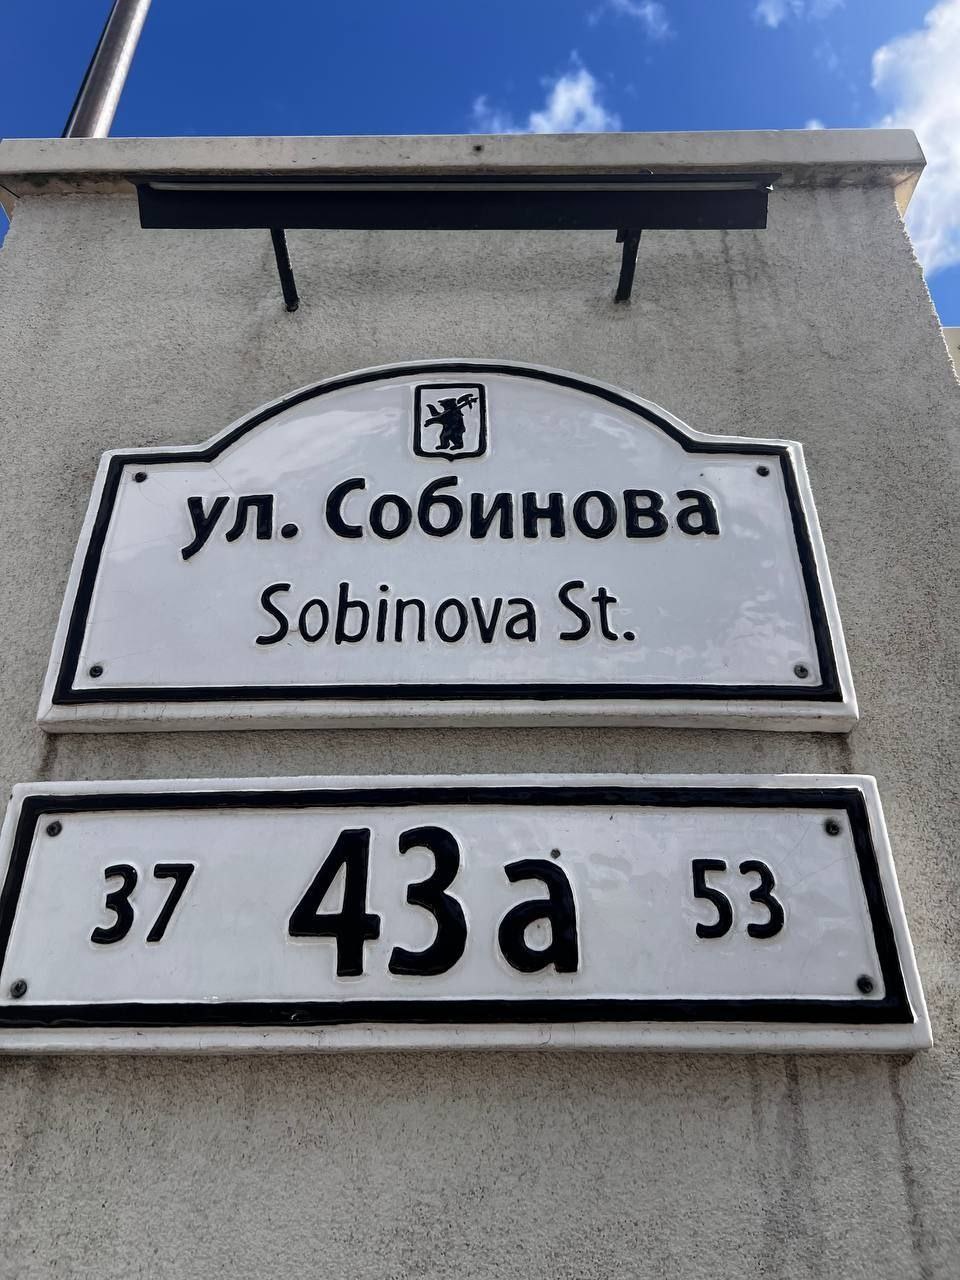 ул. Собинова
Sobinova St.
37 43а 53